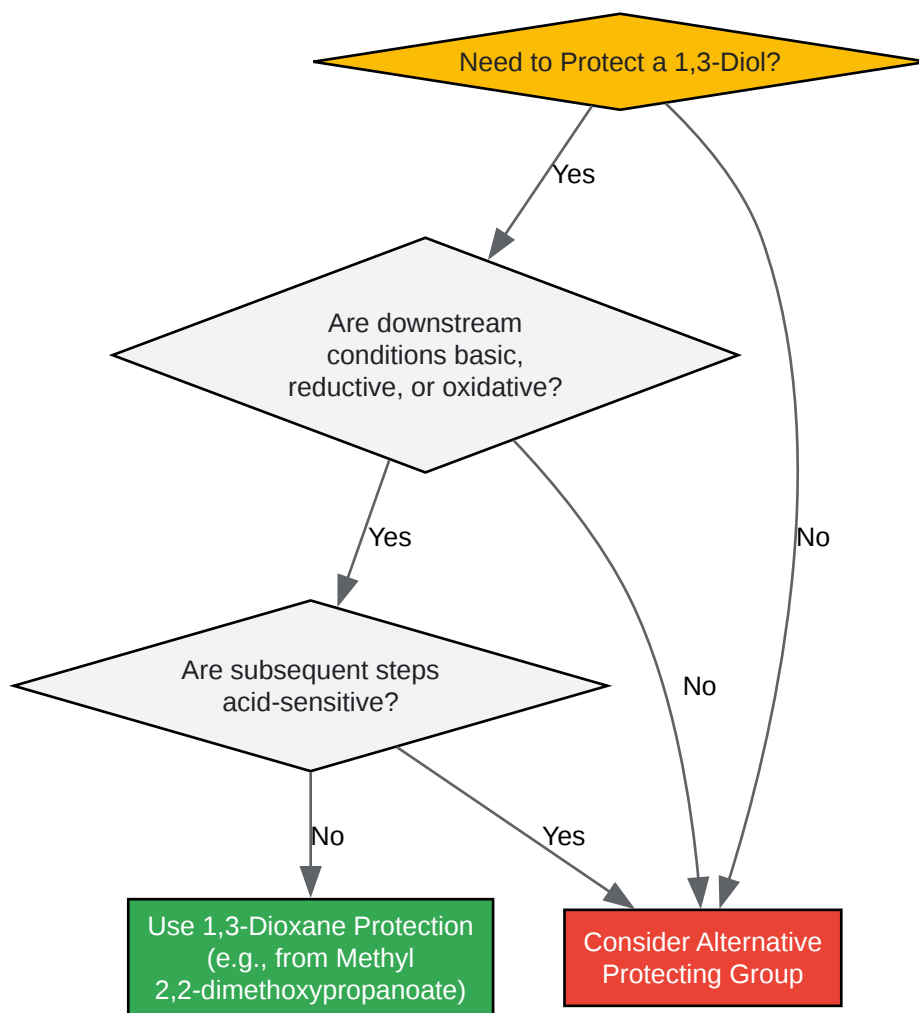 Need to Protect a 1,3-Diol?
Yes
Are downstream
conditions basic,
reductive, or oxidative?
Yes
No
No
Are subsequent steps
acid-sensitive?
No
Yes
Use 1,3-Dioxane Protection
(e.g., from Methyl
2,2-dimethoxypropanoate)
Consider Alternative
Protecting Group